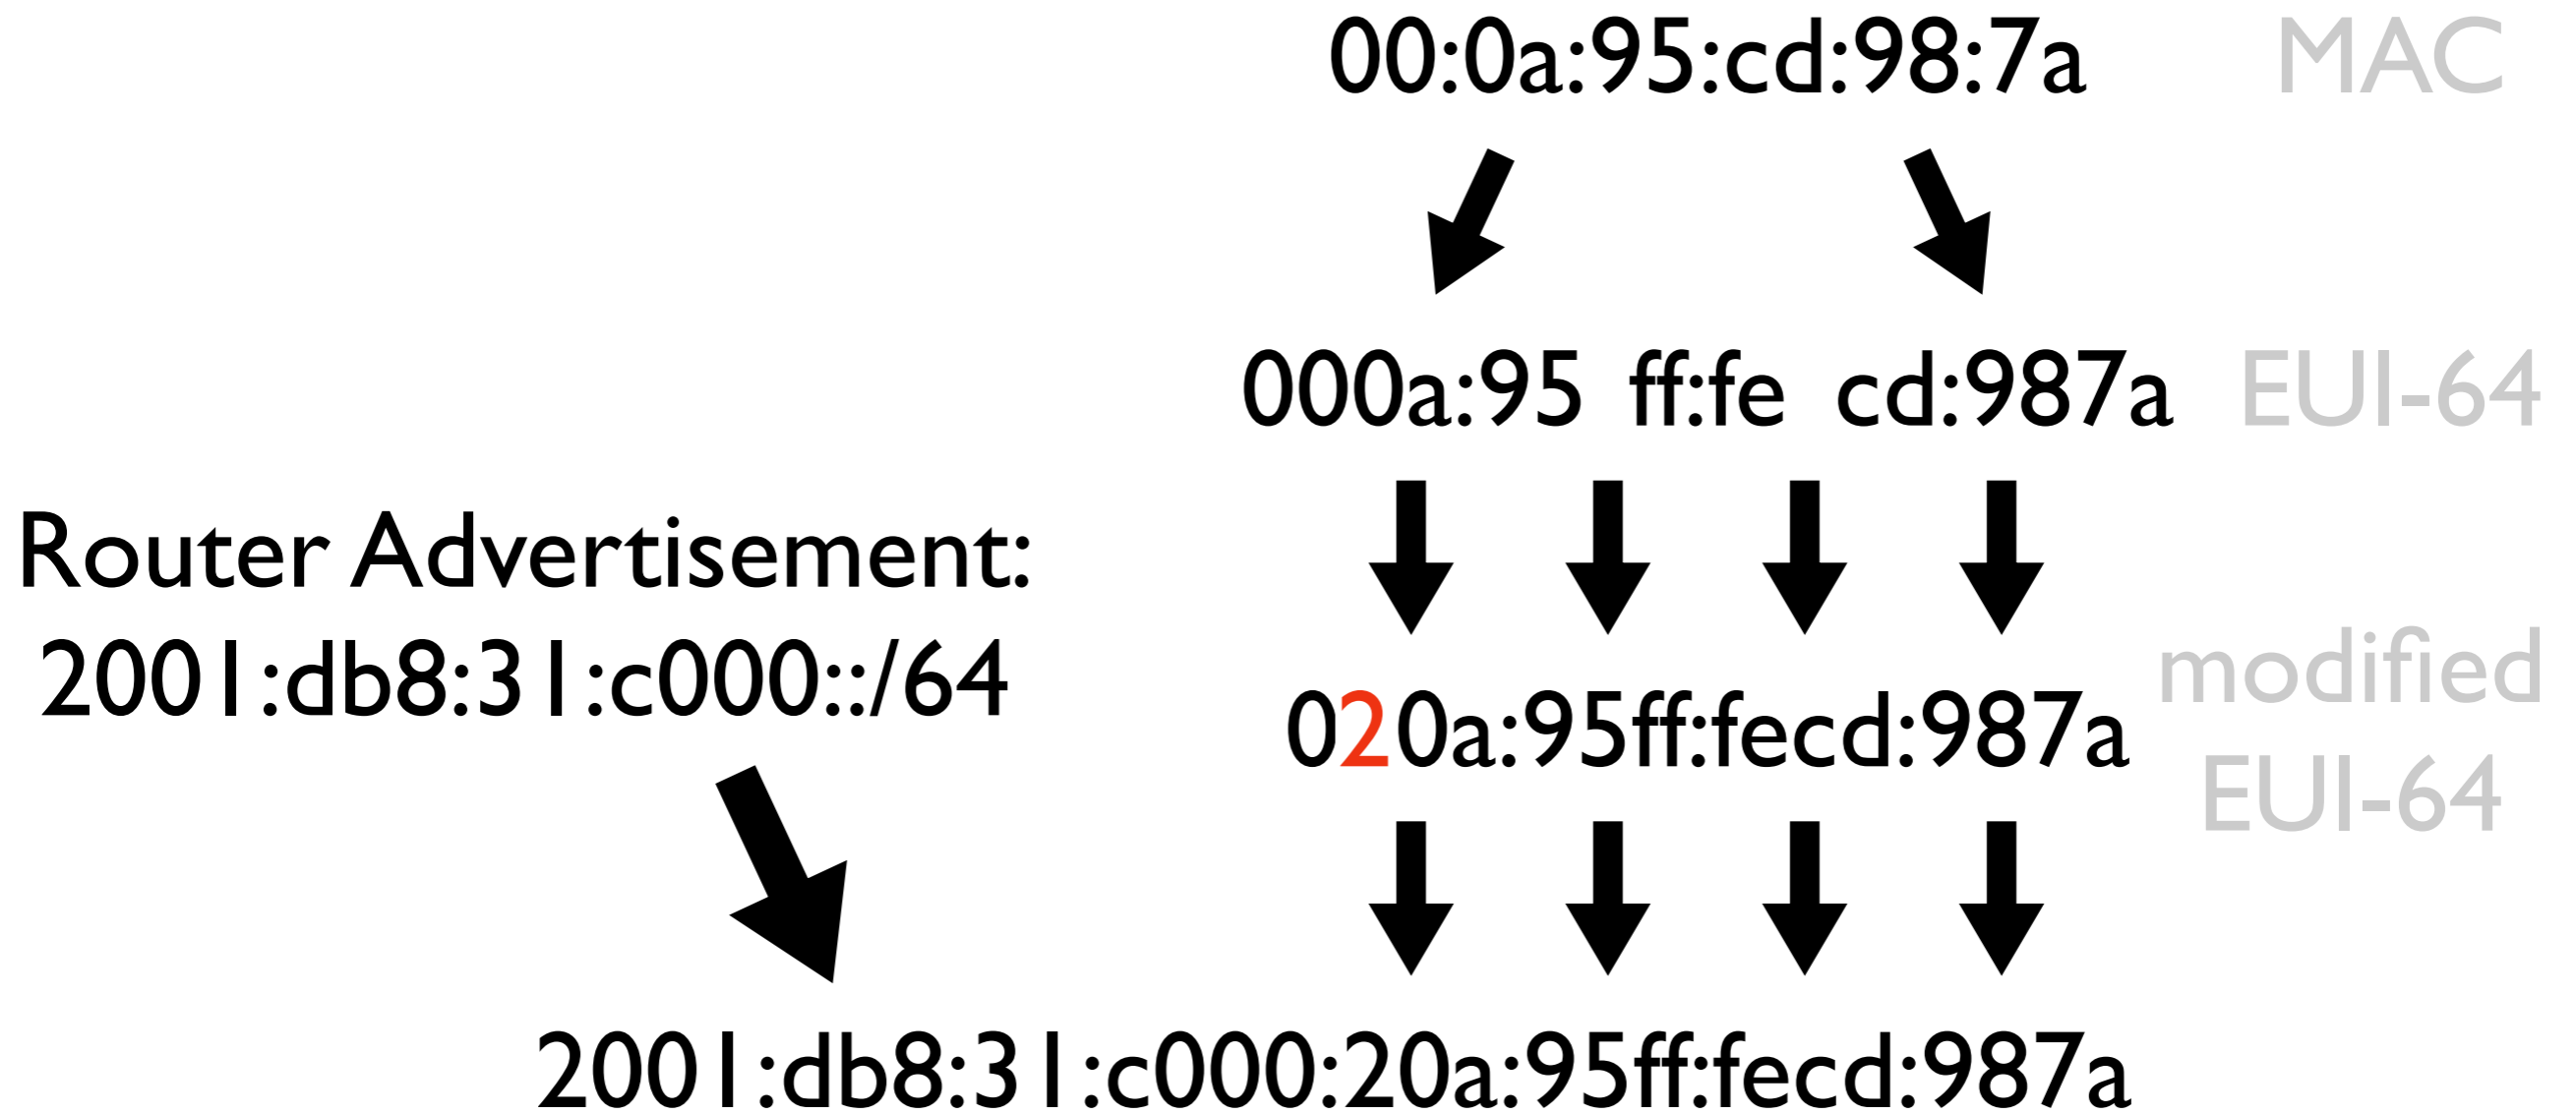 00:0a:95:cd:98:7a MAC
000a:95 ff:fe cd:987a EUI-64
Router Advertisement:
2001:db8:31:c000::/64
020a:95ff:fecd:987a
modified
EUI-64
2001:db8:31:c000:20a:95ff:fecd:987a